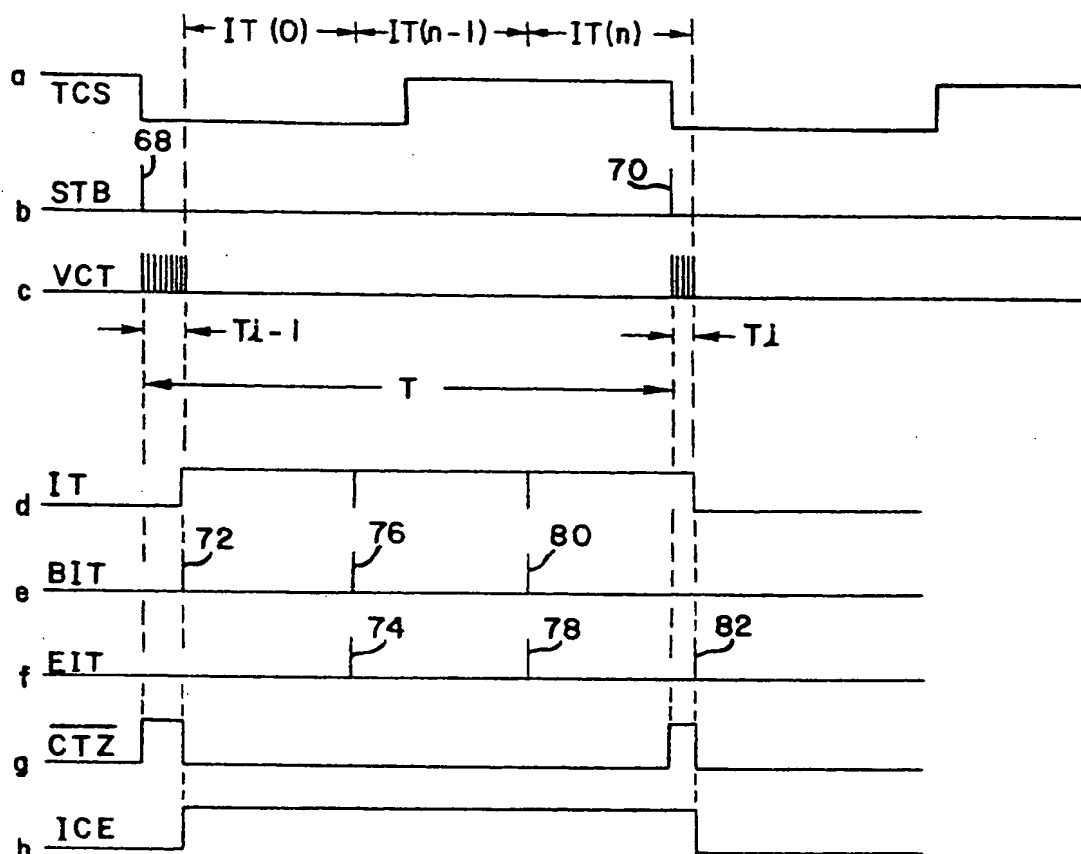 IT (0) IT(n-1) IT(n)
a TCS
68
70
b STB
c VCT
Ti-1 Ti
T
d IT
72 76 80
e BIT
74 78 82
f EIT
g CTZ
h ICE